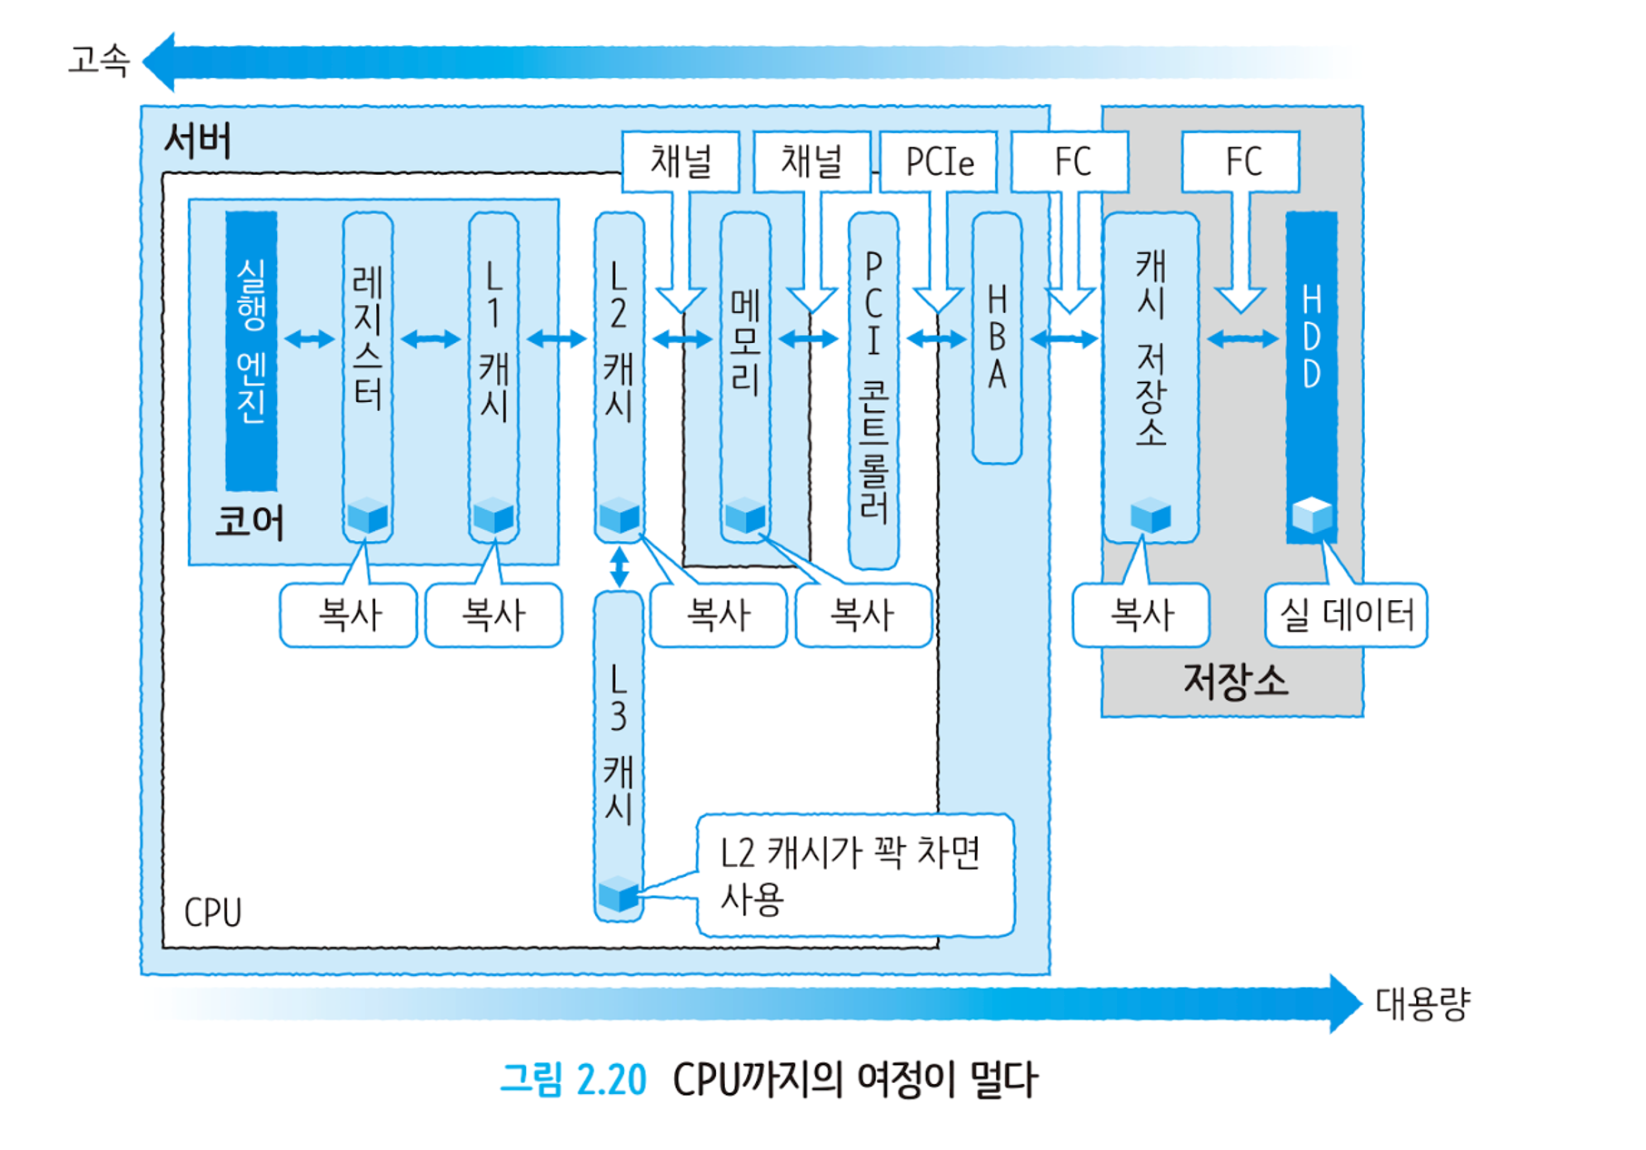 고속
서버
채널
채널
PCIe
FC
FC
실행 엔진
레지스터
L1 캐시
L2 캐시
메모리
PCI 콘트롤러
HBA
캐시 저장소
HDD
코어
복사
복사
복사
복사
복사
실 데이터
저장소
L3 캐시
L2 캐시가 꽉 차면
사용
CPU
대용량
그림 2.20 CPU까지의 여정이 멀다